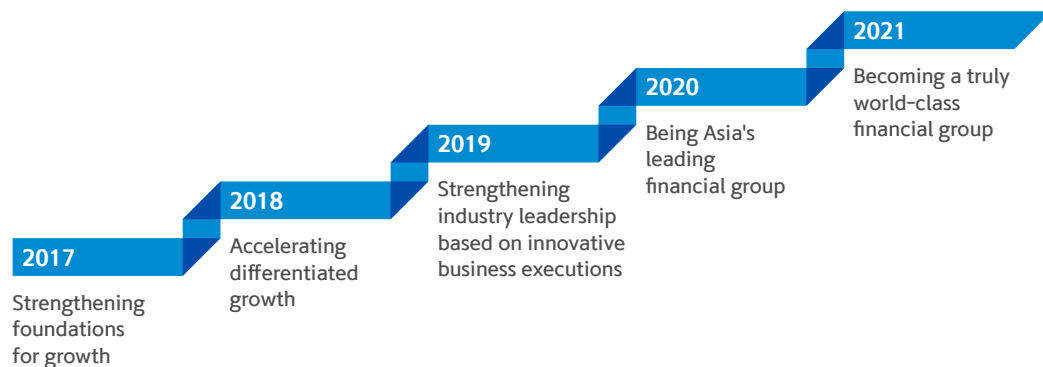 2017
Strengthening
foundations
for growth
2018
Accelerating
differentiated
growth
2019
Strengthening
industry leadership
based on innovative
business executions
2020
Being Asia's
leading
financial group
2021
Becoming a truly
world-class
financial group